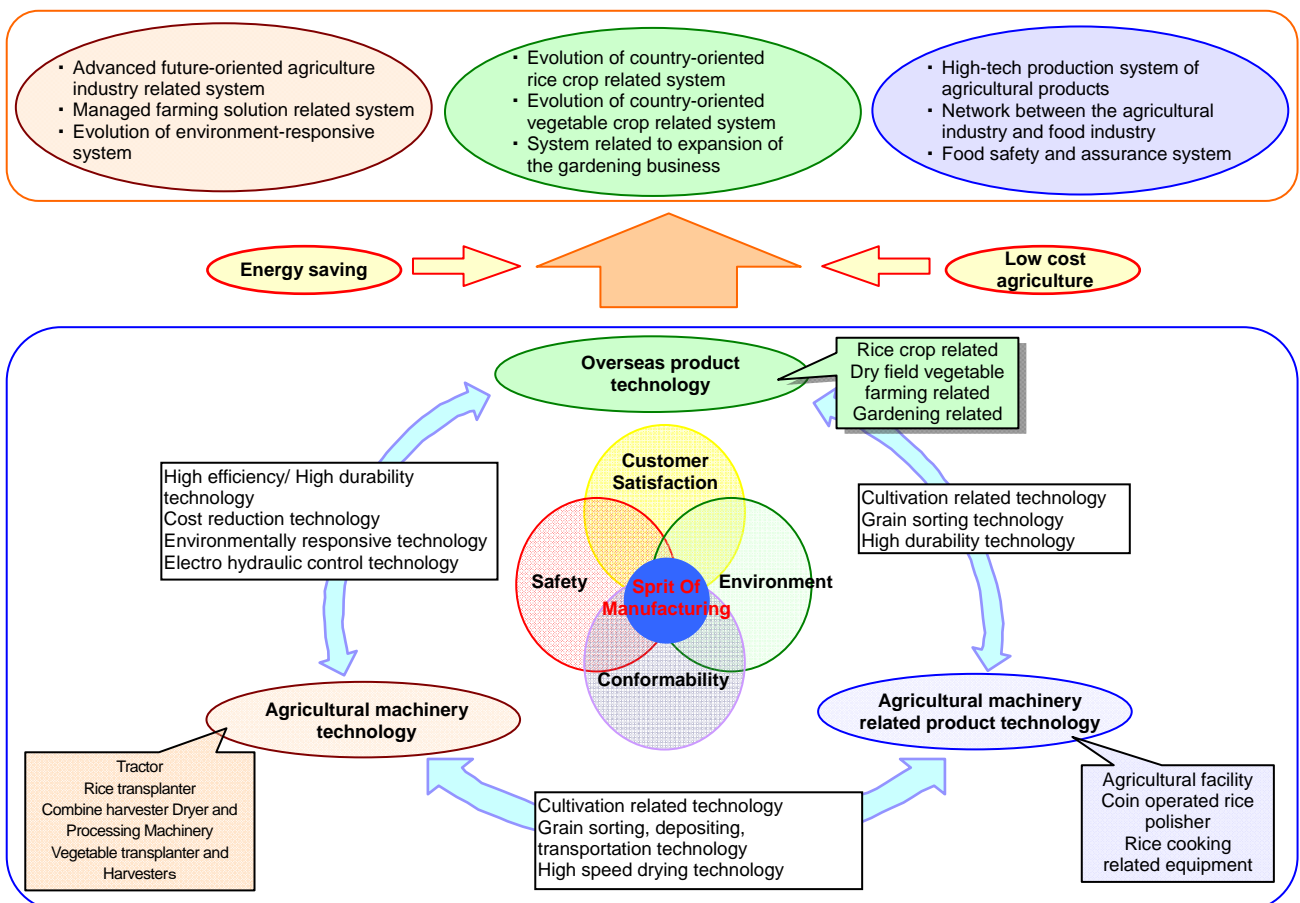 ▪ Advanced future-oriented agriculture
industry related system
▪ Managed farming solution related system
▪ Evolution of environment-responsive
system
▪ Evolution of country-oriented
rice crop related system
▪ Evolution of country-oriented
vegetable crop related system
▪ System related to expansion of
the gardening business
▪ High-tech production system of
agricultural products
▪ Network between the agricultural
industry and food industry
▪ Food safety and assurance system
Energy saving
Low cost
agriculture
Overseas product
technology
Rice crop related
Dry field vegetable
farming related
Gardening related
High efficiency/ High durability
technology
Cost reduction technology
Environmentally responsive technology
Electro hydraulic control technology
Customer
Satisfaction
Safety
Environment
Sprit Of
Manufacturing
Conformability
Cultivation related technology
Grain sorting technology
High durability technology
Agricultural machinery
technology
Agricultural machinery
related product technology
Tractor
Rice transplanter
Combine harvester Dryer and
Processing Machinery
Vegetable transplanter and
Harvesters
Cultivation related technology
Grain sorting, depositing,
transportation technology
High speed drying technology
Agricultural facility
Coin operated rice
polisher
Rice cooking
related equipment